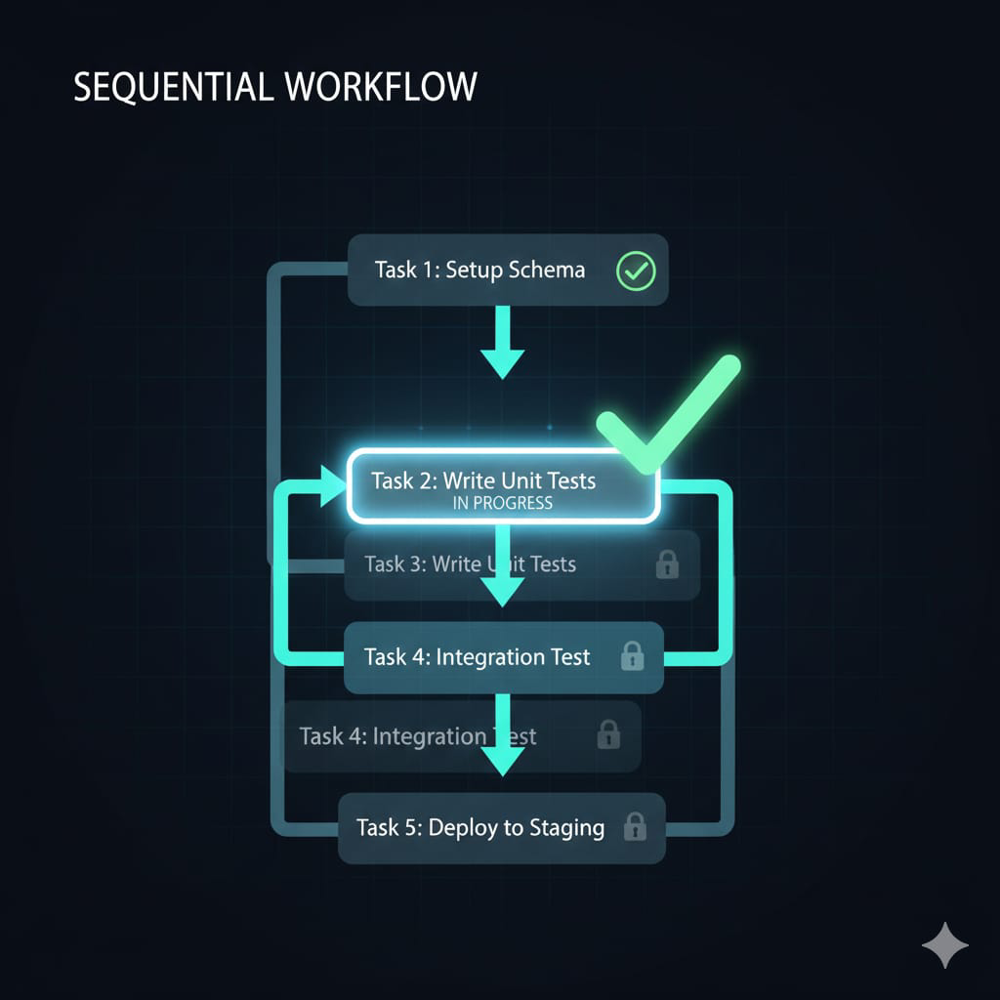 SEQUENTIAL WORKFLOW
Task 1: Setup Schema
Task 2: Write Unit Tests
IN PROGRESS
Task 3: Write Unit Tests
Task 4: Integration Test
Task 4: Integration Test
Task 5: Deploy to Staging